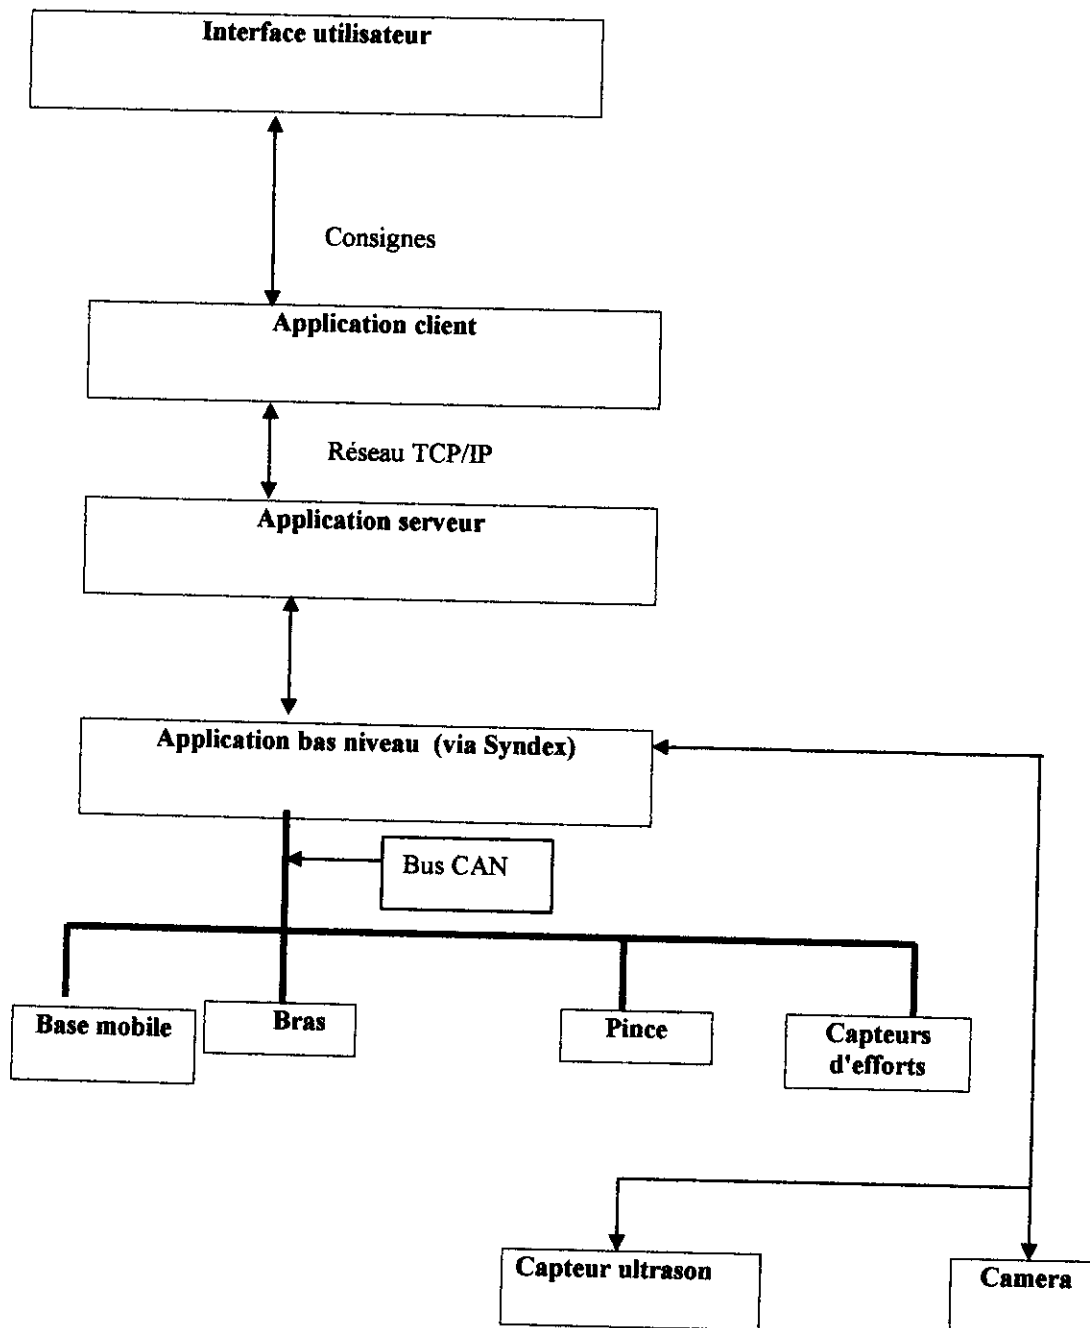 Interface utilisateur
Consignes
Application client
Réseau TCP/IP
Application serveur
Application bas niveau (via Syndex)
Bus CAN
Base mobile
Bras
Pince
Capteurs
d'efforts
Capteur ultrason
Camera